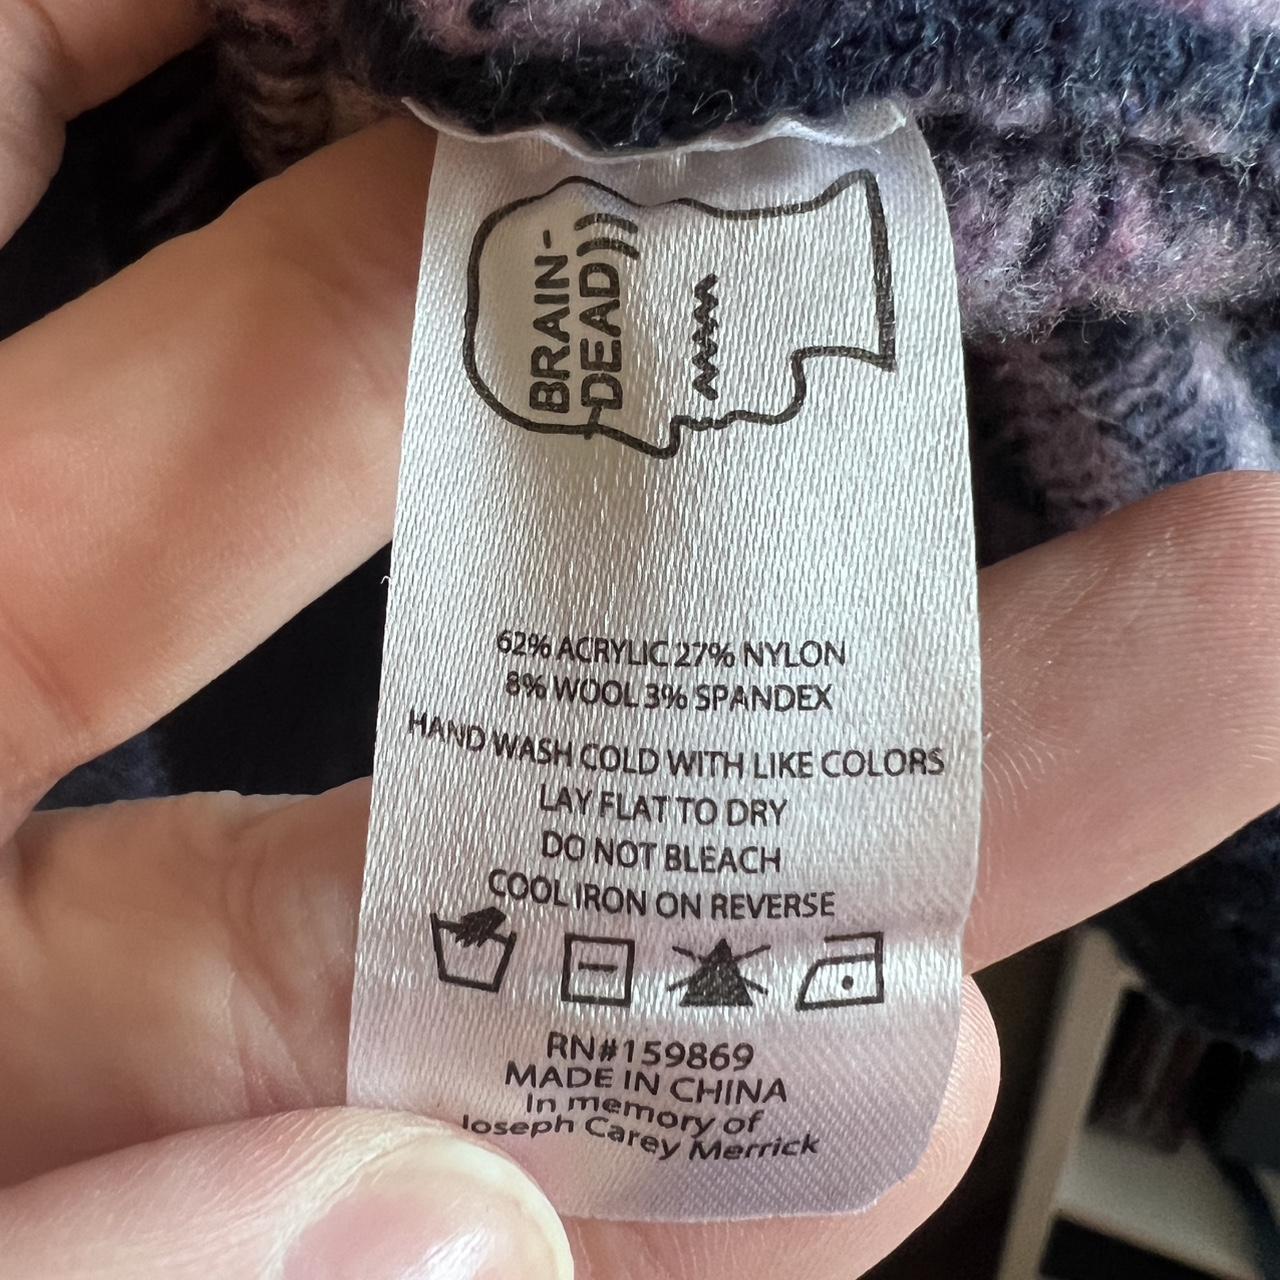 BRAIN-
DEAD
62% ACRYLIC 27% NYLON
8% WOOL 3% SPANDEX
HAND WASH COLD WITH LIKE COLORS
LAY FLAT TO DRY
DO NOT BLEACH
COOL IRON ON REVERSE
RN#159869
MADE IN CHINA
In memory of
Joseph Carey Merrick